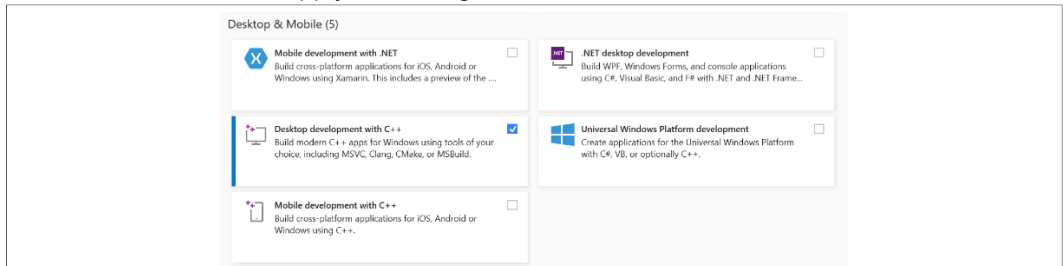 Desktop & Mobile (5)
Mobile development with .NET
Build cross-platform applications for iOS, Android or
Windows using Xamarin. This includes a preview of the ....
.NET
.NET desktop development
Build WPF, Windows Forms, and console applications
using C#, Visual Basic, and F# with .NET and .NET Frame...
Desktop development with C++
Build modern C++ apps for Windows using tools of your
choice, including MSVC, Clang, CMake, or MSBuild.
Universal Windows Platform development
Create applications for the Universal Windows Platform
with C#, VB, or optionally C++.
Mobile development with C++
Build cross-platform applications for iOS, Android or
Windows using C++.